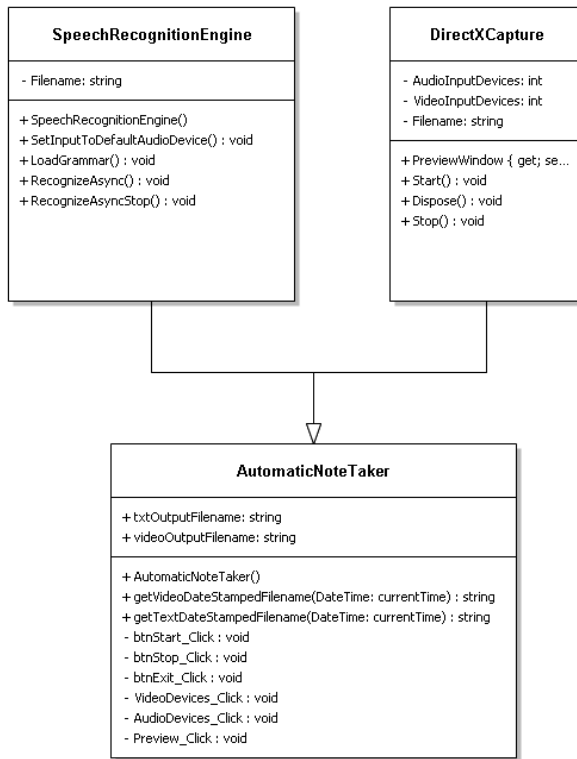 SpeechRecognitionEngine
- Filename: string
+ SpeechRecognitionEngine()
+ SetInputToDefaultAudioDevice() : void
+ LoadGrammar() : void
+ RecognizeAsync() : void
+ RecognizeAsyncStop() : void
DirectXCapture
- AudioInputDevices: int
- VideoInputDevices: int
- Filename: string
+ PreviewWindow { get; se...
+ Start() : void
+ Dispose() : void
+ Stop() : void
AutomaticNoteTaker
+ txtOutputFilename: string
+ videoOutputFilename: string
+ AutomaticNoteTaker()
+ getVideoDateStampedFilename(DateTime: currentTime) : string
+ getTextDateStampedFilename(DateTime: currentTime) : string
- btnStart_Click : void
- btnStop_Click : void
- btnExit_Click : void
- VideoDevices_Click : void
- AudioDevices_Click : void
- Preview_Click : void